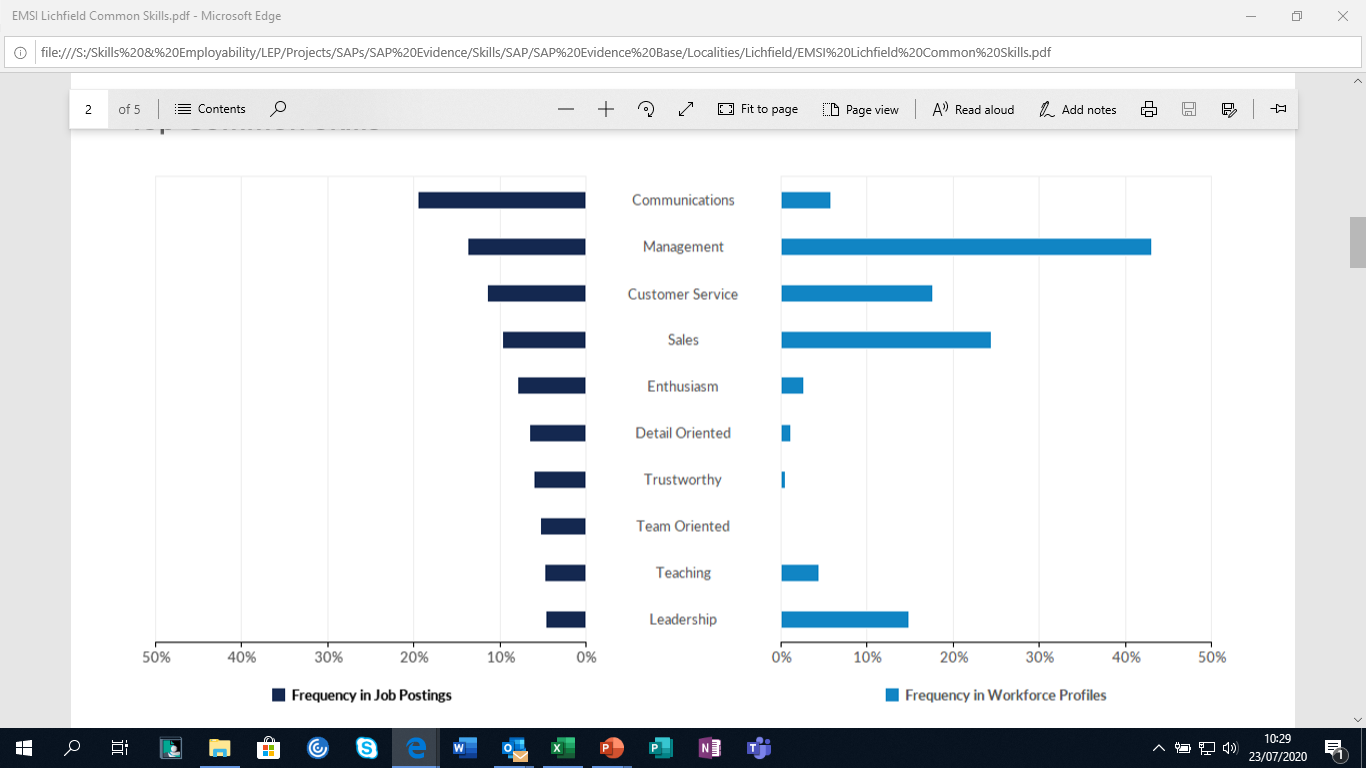 EMSI Lichfield Common Skills.pdf - Microsoft Edge
file:///S:/Skills%20&%20Employability/LEP/Projects/SAPs/SAP%20Evidence/Skills/SAP/SAP%20Evidence%20Base/Localities/Lichfield/EMSI%20Lichfield%20Common%20Skills.pdf
2 of 5 Contents Fit to page Page view A Read aloud Add notes
Top Common Skills
Communications
Management
Customer Service
Sales
Enthusiasm
Detail Oriented
Trustworthy
Team Oriented
Teaching
Leadership
50% 40% 30% 20% 10% 0% 0% 10% 20% 30% 40% 50%
Frequency in Job Postings Frequency in Workforce Profiles
10:29
23/07/2020
1